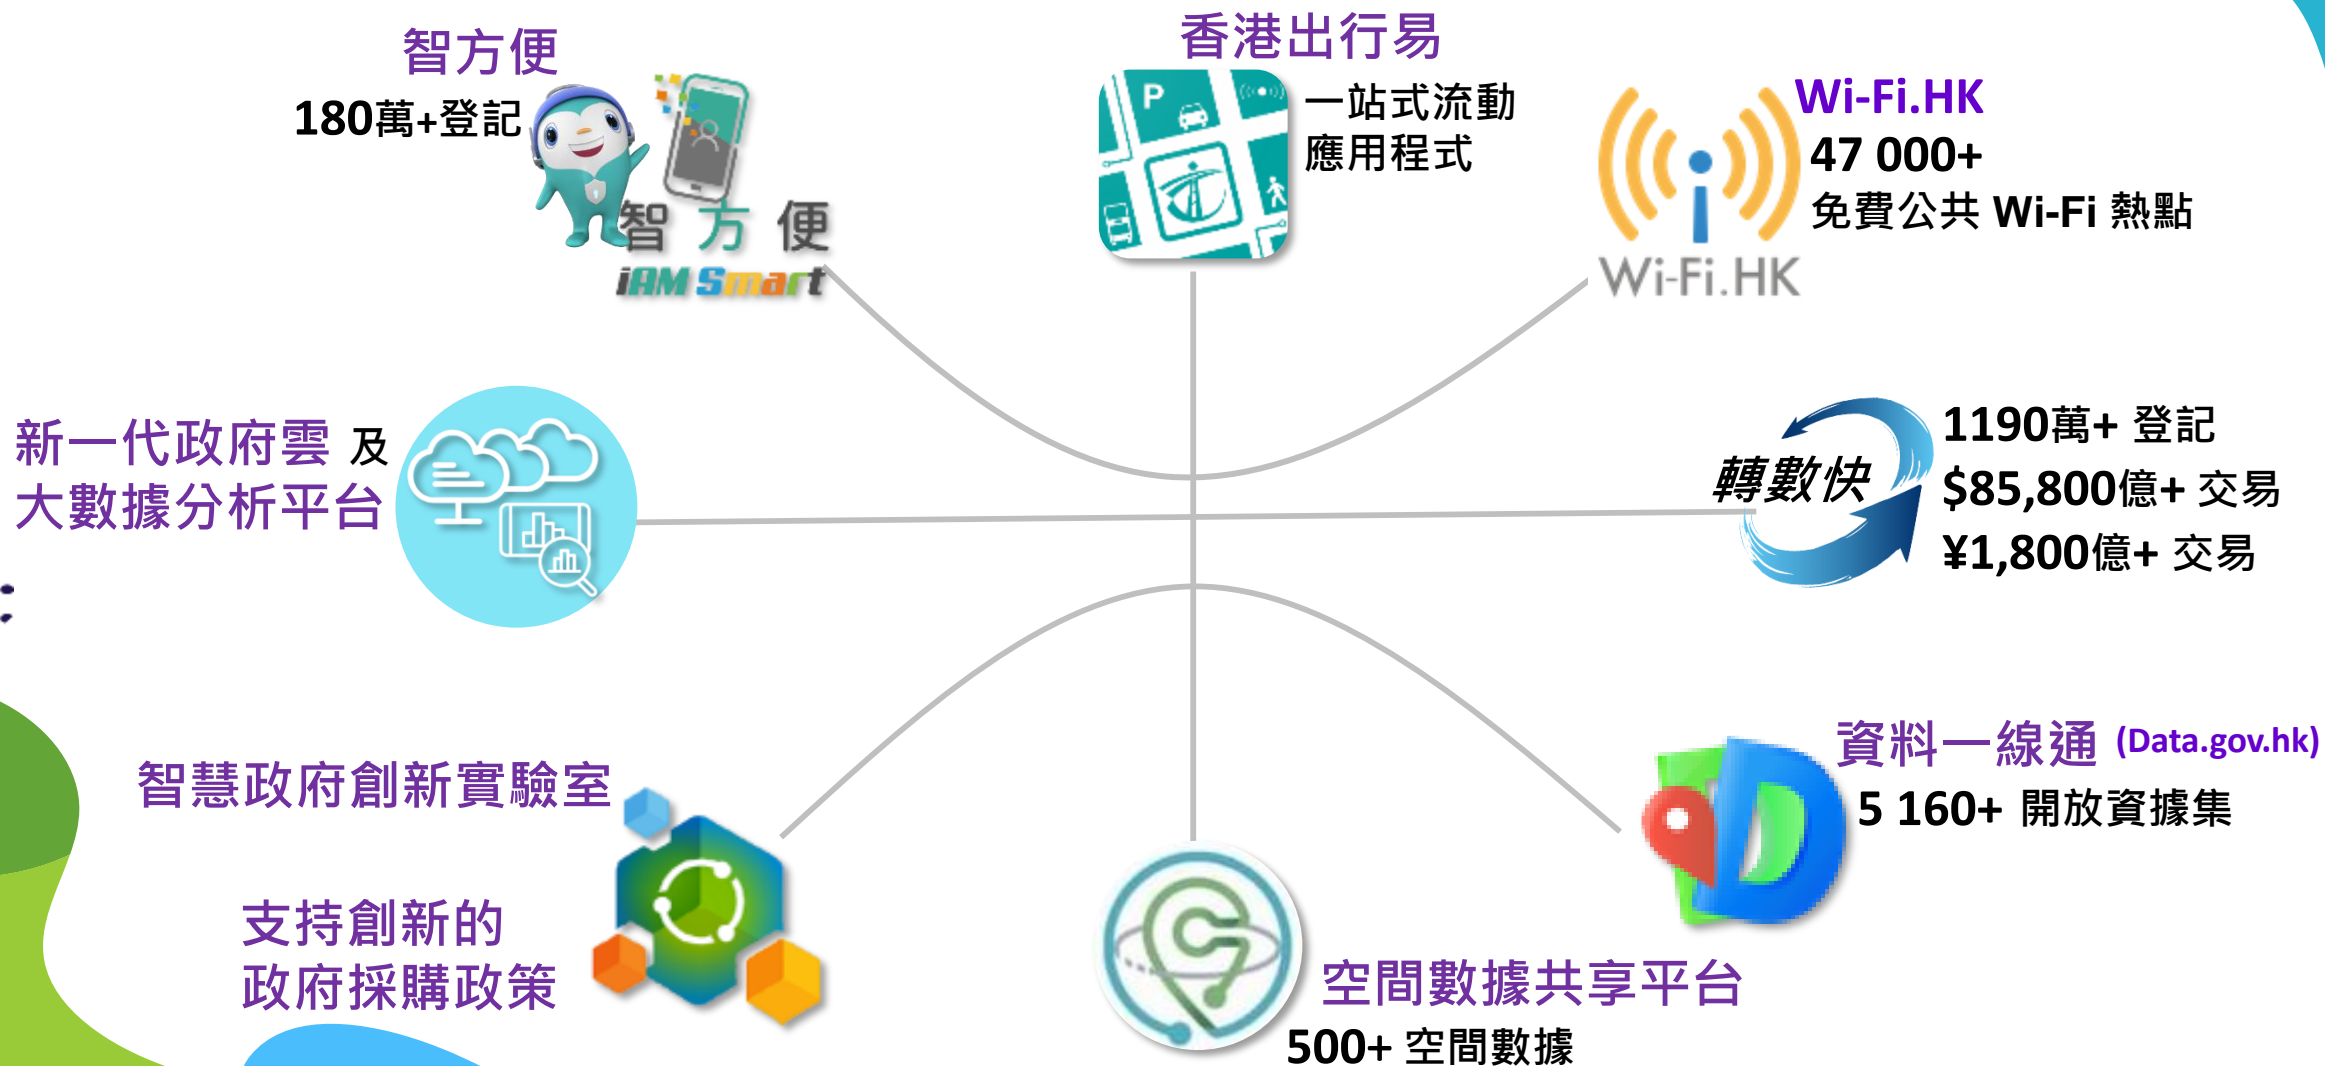 智方便
180萬+登記
智方便
iAM Smart
香港出行易
P
一站式流動
應用程式
Wi-Fi.HK
47 000+
免費公共 Wi-Fi 熱點
Wi-Fi.HK
新一代政府雲 及
大數據分析平台
轉數快
1190萬+ 登記
$85,800億+ 交易
¥1,800億+ 交易
智慧政府創新實驗室
支持創新的
政府採購政策
空間數據共享平台
500+ 空間數據
資料一線通 (Data.gov.hk)
5 160+ 開放資據集